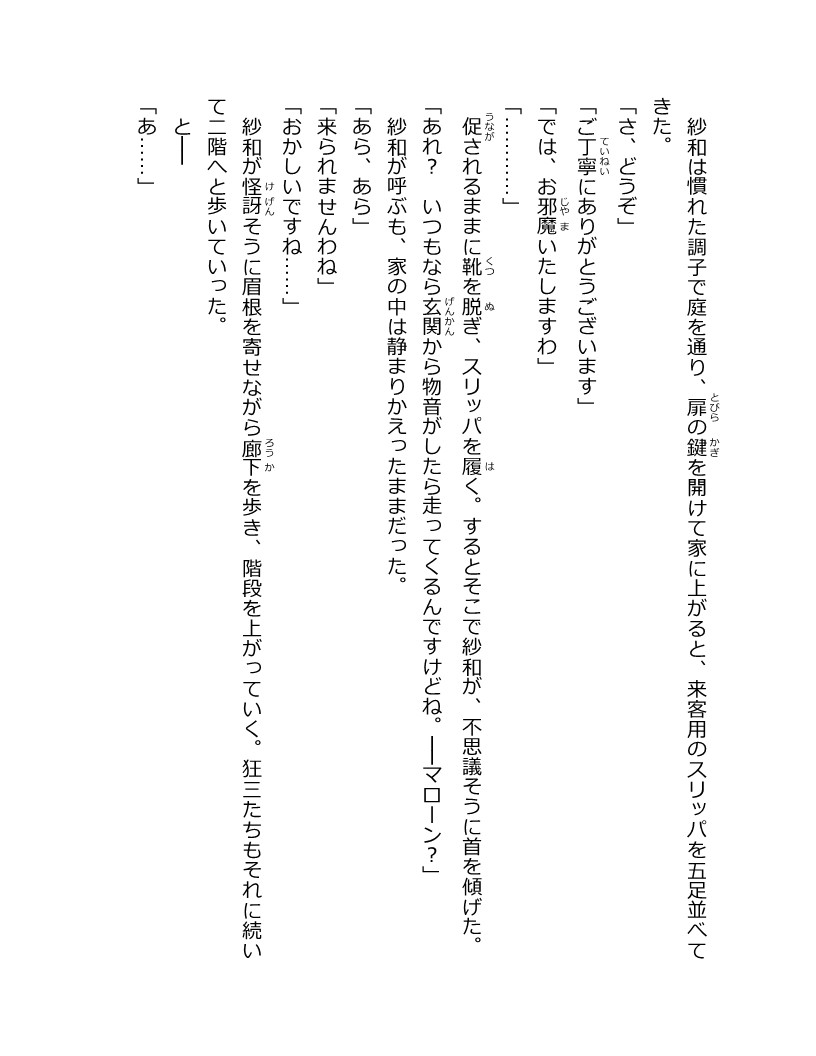 紗和は慣れた調子で庭を通り、扉の鍵を開けて家に上がると、来客用のスリッパを五足並べて
きた。
「さ、どうぞ」
「ご丁寧にありがとうございます」
「では、お邪魔いたしますわ」
「…………」
　促されるままに靴を脱ぎ、スリッパを履く。するとそこで紗和が、不思議そうに首を傾げた。
「あれ？　いつもなら玄関から物音がしたら走ってくるんですけどね。――マローン？」
　紗和が呼ぶも、家の中は静まりかえったままだった。
「あら、あら」
「来られませんわね」
「おかしいですね……」
　紗和が怪訝そうに眉根を寄せながら廊下を歩き、階段を上がっていく。狂三たちもそれに続い
て二階へと歩いていった。
　と――
「あ……」